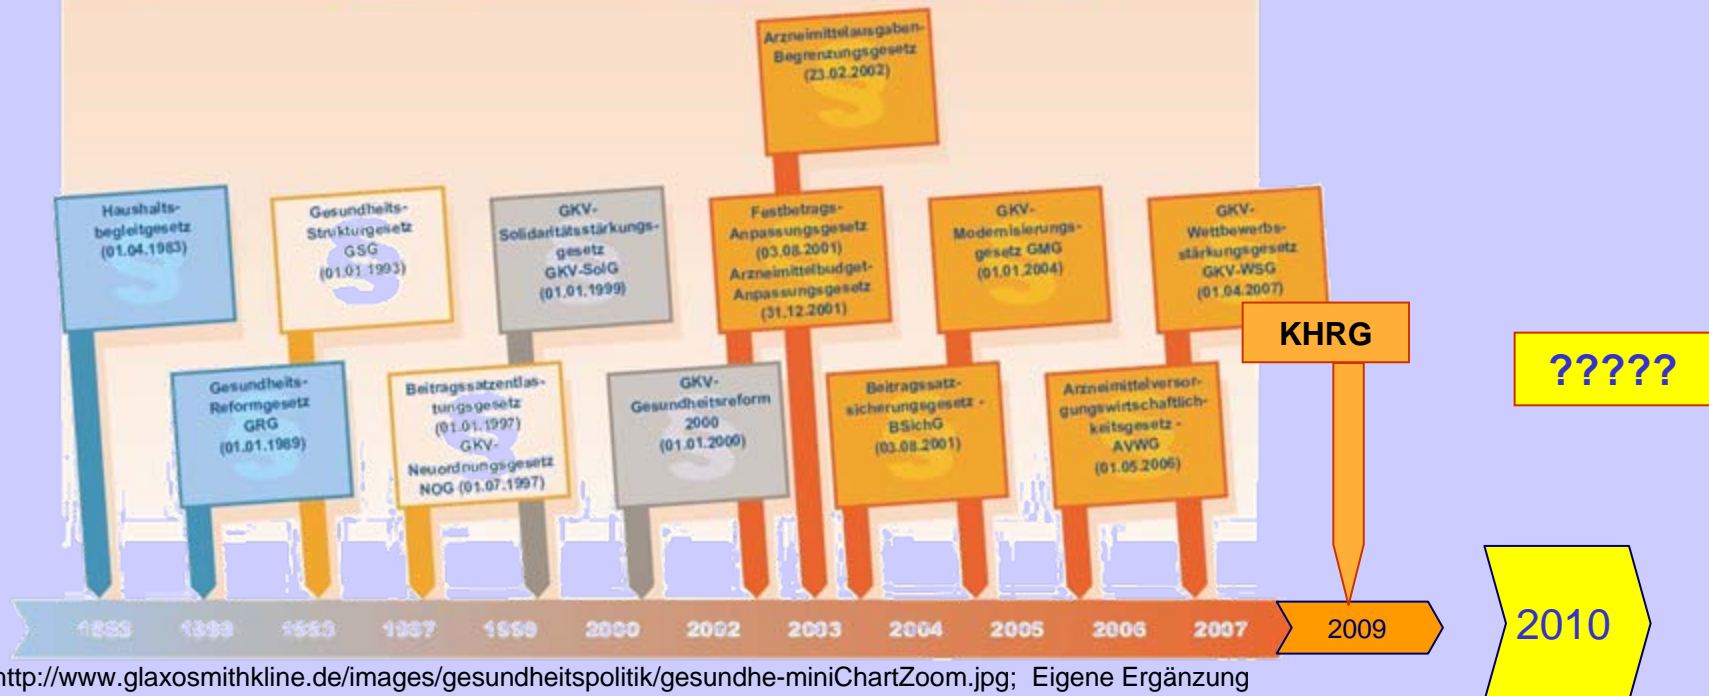 Arzneimittelausgaben-
Begrenzungsgesetz
(23.02.2002)
Haushalts-
begleitgesetz
(01.04.1983)
Gesundheits-
Strukturgesetz
GSG
(01.01.1993)
GKV-
Solidaritätsstärkungs-
gesetz
GKV-SolG
(01.01.1999)
Festbetrags-
Anpassungsgesetz
(03.08.2001)
Arzneimittelbudget-
Anpassungsgesetz
(31.12.2001)
GKV-
Modernisierungs-
gesetz GMG
(01.01.2004)
GKV-
Wettbewerbs-
stärkungsgesetz
GKV-WSG
(01.04.2007)
KHRG
?????
Gesundheits-
Reformgesetz
GRG
(01.01.1989)
Beitragssatzentlas-
tungsgesetz
(01.01.1997)
GKV-
Neuordnungsgesetz
NOG (01.07.1997)
GKV-
Gesundheitsreform
2000
(01.01.2000)
Beitragssatz-
sicherungsgesetz -
BSichG
(03.08.2001)
Arzneimittelversor-
gungswirtschaftlich-
keitsgesetz -
AVWG
(01.05.2006)
1997 1999 2000 2002 2003 2004 2005 2006 2007 2009 2010
http://www.glaxosmithkline.de/images/gesundheitspolitik/gesundhe-miniChartZoom.jpg; Eigene Ergänzung